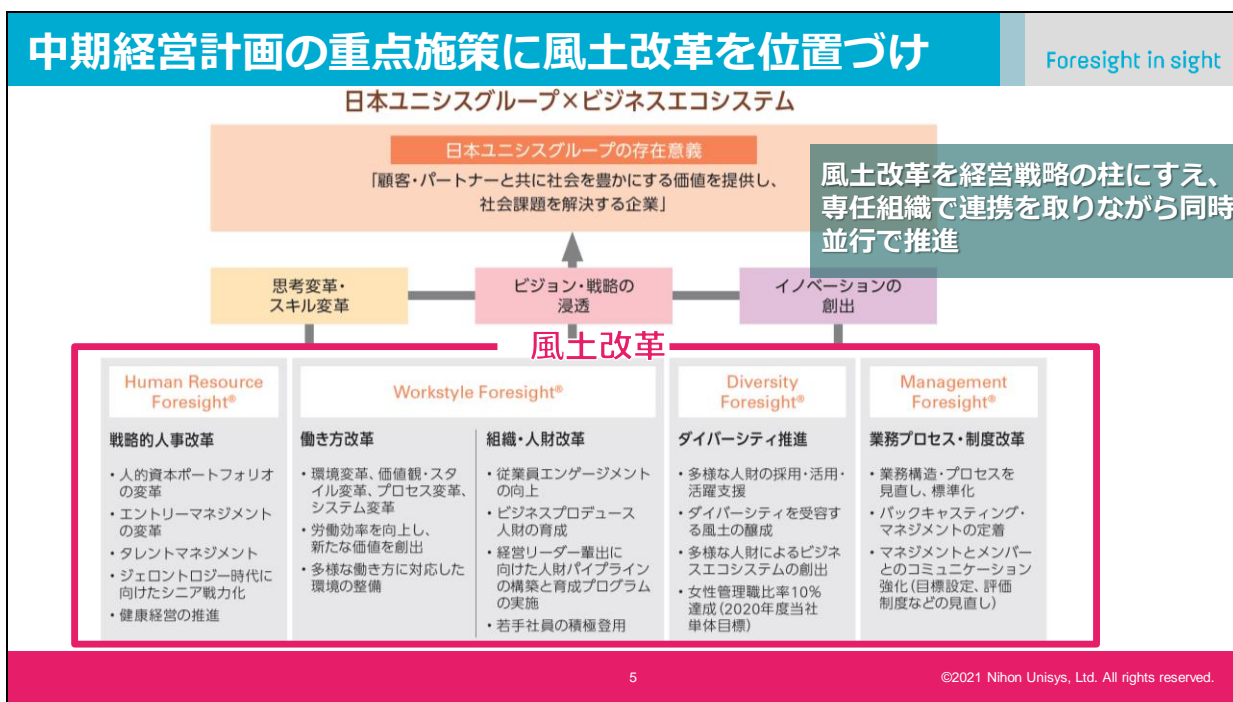 中期経営計画の重点施策に風土改革を位置づけ
Foresight in sight
日本ユニシスグループ×ビジネスエコシステム
日本ユニシスグループの存在意義
「顧客・パートナーと共に社会を豊かにする価値を提供し、
社会課題を解決する企業」
風土改革を経営戦略の柱にすえ、
専任組織で連携を取りながら同時
並行で推進
思考変革・
スキル変革
ビジョン・戦略の
浸透
イノベーションの
創出
風土改革
Human Resource
Foresight®
戦略的人事改革
・人的資本ポートフォリオ
の変革
・エントリーマネジメント
の変革
・タレントマネジメント
・ジェロントロジー時代に
向けたシニア戦力化
・健康経営の推進
Workstyle Foresight®
働き方改革
・環境変革、価値観・スタ
イル変革、プロセス変革、
システム変革
・労働効率を向上し、
新たな価値を創出
・多様な働き方に対応した
環境の整備
組織・人財改革
・従業員エンゲージメント
の向上
・ビジネスプロデュース
人財の育成
・経営リーダー輩出に
向けた人財パイプライン
の構築と育成プログラム
の実施
・若手社員の積極登用
Diversity
Foresight®
ダイバーシティ推進
・多様な人財の採用・活用・
活躍支援
・ダイバーシティを受容す
る風土の醸成
・多様な人財によるビジネ
スエコシステムの創出
・女性管理職比率10%
達成（2020年度当社
単体目標）
Management
Foresight®
業務プロセス・制度改革
・業務構造・プロセスを
見直し、標準化
・バックキャスティング・
マネジメントの定着
・マネジメントとメンバー
とのコミュニケーション
強化（目標設定、評価
制度などの見直し）
5
©2021 Nihon Unisys, Ltd. All rights reserved.